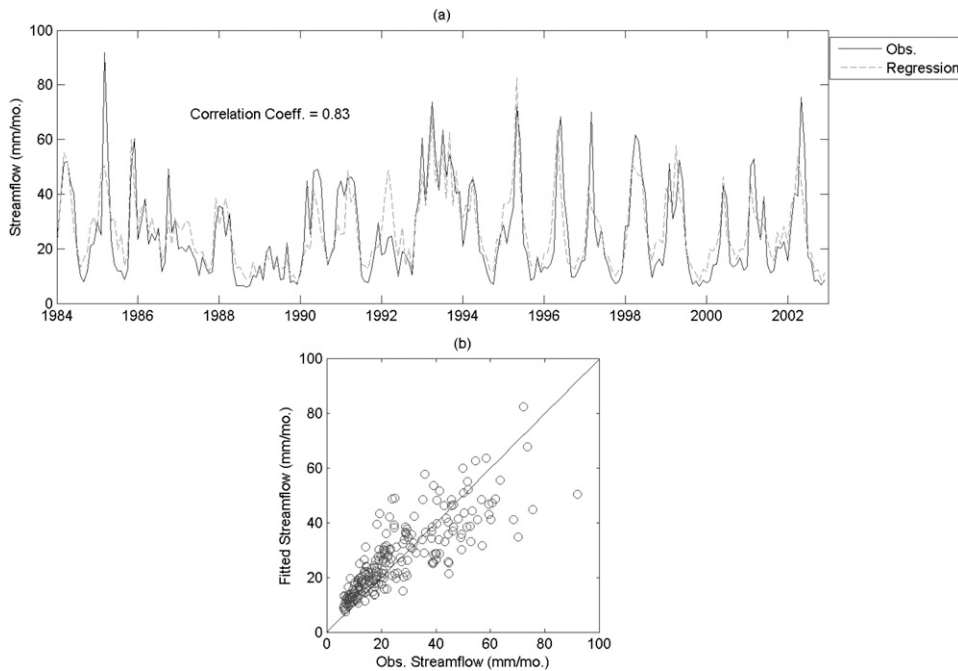 (a)
100
80
60
40
20
0
Streamflow (mm/mo.)
Correlation Coeff. = 0.83
Obs.
Regression
1984 1986 1988 1990 1992 1994 1996 1998 2000 2002
(b)
100
80
60
40
20
0
Fitted Streamflow (mm/mo.)
0 20 40 60 80 100
Obs. Streamflow (mm/mo.)